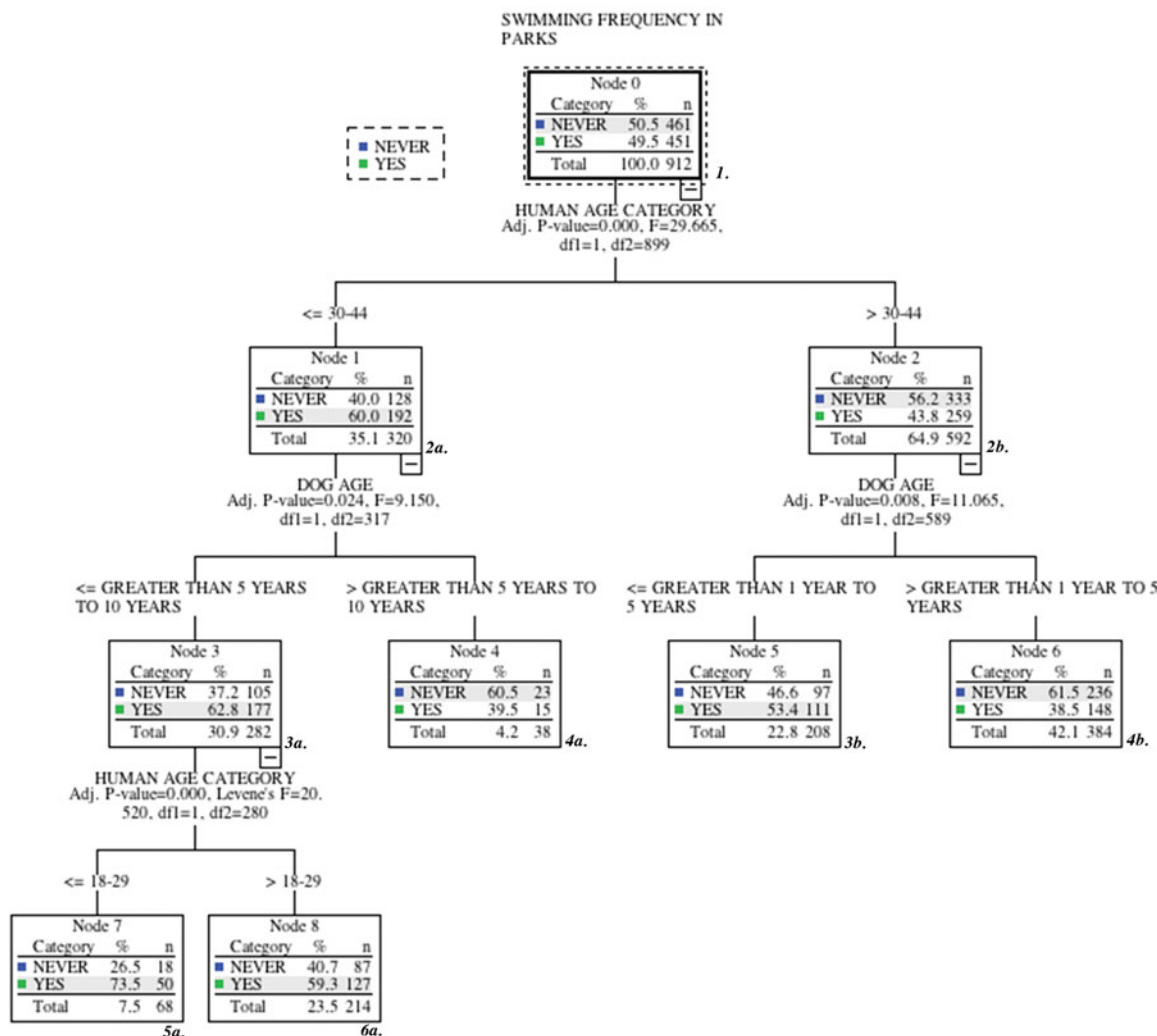 SWIMMING FREQUENCY IN
PARKS
NEVER
YES
Node 0
Category % n
NEVER 50.5 461
YES 49.5 451
Total 100.0 912
1.
HUMAN AGE CATEGORY
Adj. P-value=0.000, F=29.665,
df1=1, df2=899
<= 30-44
> 30-44
Node 1
Category % n
NEVER 40.0 128
YES 60.0 192
Total 35.1 320
2a.
Node 2
Category % n
NEVER 56.2 333
YES 43.8 259
Total 64.9 592
2b.
DOG AGE
Adj. P-value=0.024, F=9.150,
df1=1, df2=317
DOG AGE
Adj. P-value=0.008, F=11.065,
df1=1, df2=589
<= GREATER THAN 5 YEARS
TO 10 YEARS
> GREATER THAN 5 YEARS TO
10 YEARS
<= GREATER THAN 1 YEAR TO
5 YEARS
> GREATER THAN 1 YEAR TO 5
YEARS
Node 3
Category % n
NEVER 37.2 105
YES 62.8 177
Total 30.9 282
3a.
Node 4
Category % n
NEVER 60.5 23
YES 39.5 15
Total 4.2 38
4a.
Node 5
Category % n
NEVER 46.6 97
YES 53.4 111
Total 22.8 208
3b.
Node 6
Category % n
NEVER 61.5 236
YES 38.5 148
Total 42.1 384
4b.
HUMAN AGE CATEGORY
Adj. P-value=0.000, Levene's F=20.
520, df1=1, df2=280
<= 18-29
> 18-29
Node 7
Category % n
NEVER 26.5 18
YES 73.5 50
Total 7.5 68
5a.
Node 8
Category % n
NEVER 40.7 87
YES 59.3 127
Total 23.5 214
6a.